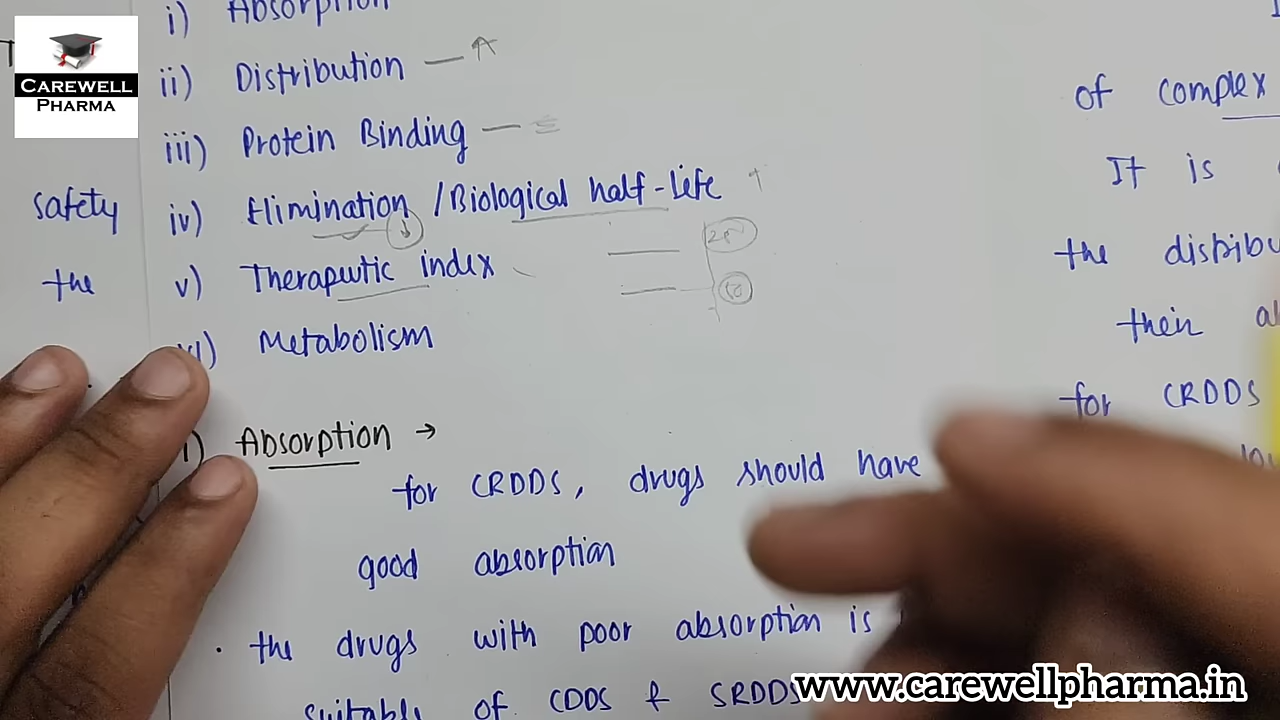 CAREWELL
PHARMA
i) Absorption
ii) Distribution
iii) Protein Binding
iv) Elimination / Biological half-Life
v) Therapeutic index
vi) Metabolism
i) Absorption →
for CRDDS, drugs should have
good absorption
. the drugs with poor absorption is
suitable of CDDS & SRDDS
safety
the
of complex
It is
the distribu
their
for CRDDS
www.carewellpharma.in